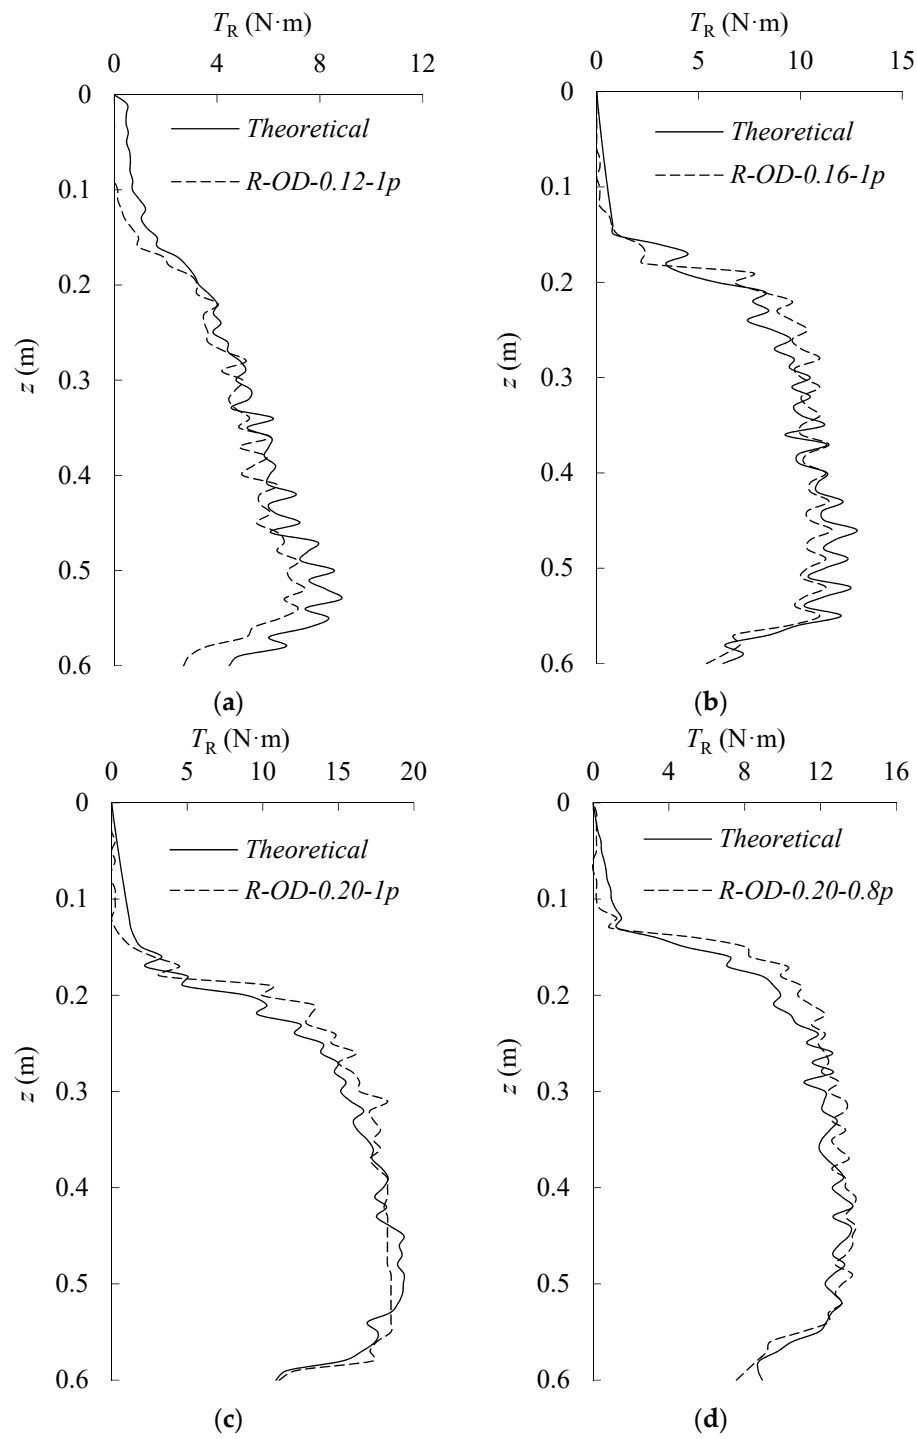 T_R (N·m)
0 4 8 12
0
0.1
0.2
0.3
0.4
0.5
0.6
z (m)
Theoretical
R-OD-0.12-1p
(a)
T_R (N·m)
0 5 10 15
0
0.1
0.2
0.3
0.4
0.5
0.6
z (m)
Theoretical
R-OD-0.16-1p
(b)
T_R (N·m)
0 5 10 15 20
0
0.1
0.2
0.3
0.4
0.5
0.6
z (m)
Theoretical
R-OD-0.20-1p
(c)
T_R (N·m)
0 4 8 12 16
0
0.1
0.2
0.3
0.4
0.5
0.6
z (m)
Theoretical
R-OD-0.20-0.8p
(d)